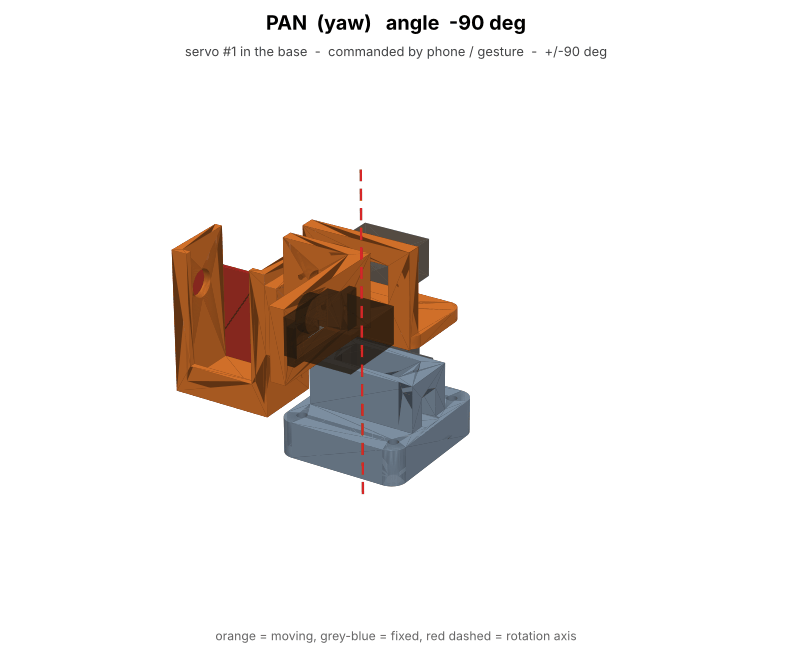 PAN (yaw) angle -90 deg
servo #1 in the base - commanded by phone / gesture - +/-90 deg
orange = moving, grey-blue = fixed, red dashed = rotation axis